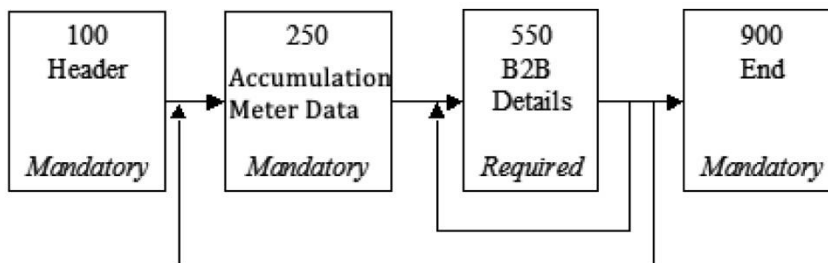 100
Header
Mandatory
250
Accumulation
Meter Data
Mandatory
550
B2B
Details
Required
900
End
Mandatory